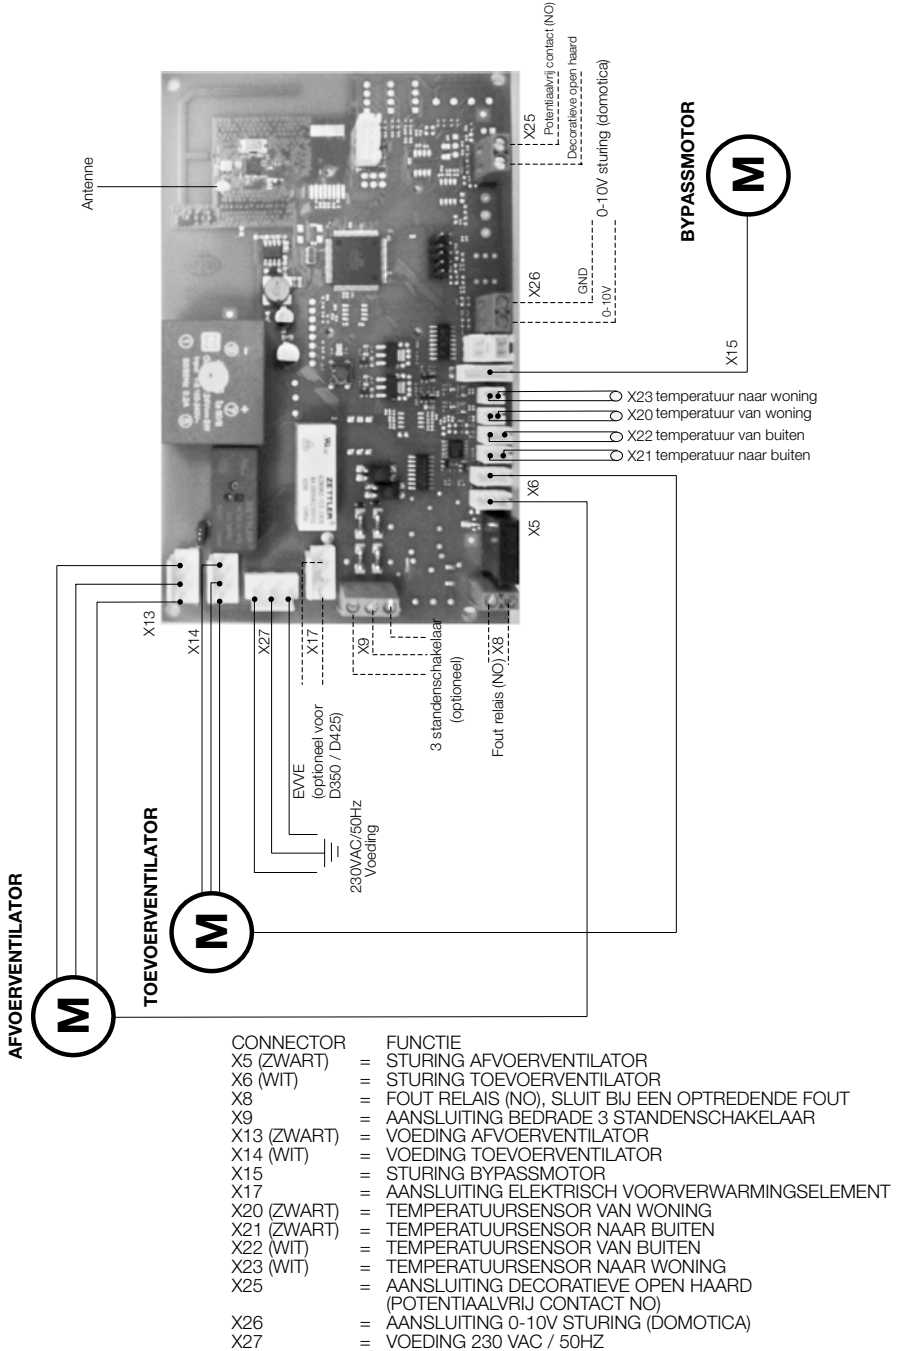 Antenne
Potentiaalvrij contact (NO)
Decoratieve open haard
X25
0-10V sturing (domotica)
GND
0-10V
X26
BYPASSMOTOR
M
X15
X23 temperatuur naar woning
X20 temperatuur van woning
X22 temperatuur van buiten
X21 temperatuur naar buiten
X6
X5
ZETTLER
X13
X14
X27
X17
X9
X8
3 standenschakelaar
(optioneel)
Fout relais (NO)
EVVE
(optioneel voor
D350 / D425)
230VAC/50Hz
Voeding
TOEVOERVENTILATOR
M
AFVOERVENTILATOR
M
CONNECTOR FUNCTIE
X5 (ZWART) = STURING AFVOERVENTILATOR
X6 (WIT) = STURING TOEVOERVENTILATOR
X8 = FOUT RELAIS (NO), SLUIT BIJ EEN OPTREDENDE FOUT
X9 = AANSLUITING BEDRADE 3 STANDENSCHAKELAAR
X13 (ZWART) = VOEDING AFVOERVENTILATOR
X14 (WIT) = VOEDING TOEVOERVENTILATOR
X15 = STURING BYPASSMOTOR
X17 = AANSLUITING ELEKTRISCH VOORVERWARMINGSELEMENT
X20 (ZWART) = TEMPERATUURSENSOR VAN WONING
X21 (ZWART) = TEMPERATUURSENSOR NAAR BUITEN
X22 (WIT) = TEMPERATUURSENSOR VAN BUITEN
X23 (WIT) = TEMPERATUURSENSOR NAAR WONING
X25 = AANSLUITING DECORATIEVE OPEN HAARD
(POTENTIAALVRIJ CONTACT NO)
X26 = AANSLUITING 0-10V STURING (DOMOTICA)
X27 = VOEDING 230 VAC / 50HZ